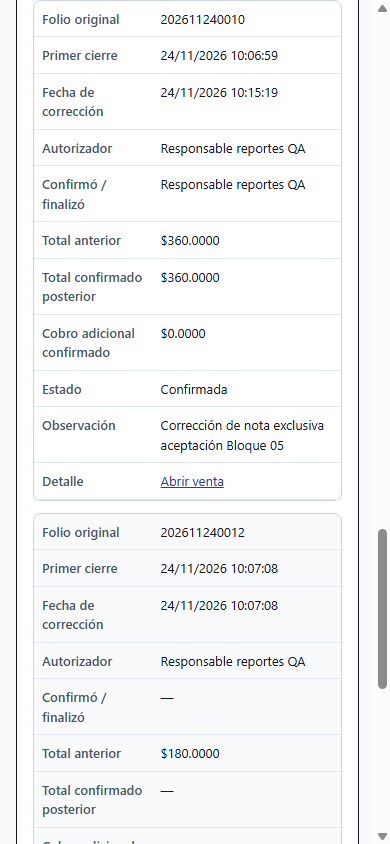 Folio original 202611240010
Primer cierre 24/11/2026 10:06:59
Fecha de 24/11/2026 10:15:19
corrección
Autorizador Responsable reportes QA
Confirmó / Responsable reportes QA
finalizó
Total anterior $360.0000
Total confirmado $360.0000
posterior
Cobro adicional $0.0000
confirmado
Estado Confirmada
Observación Corrección de nota exclusiva
aceptación Bloque 05
Detalle Abrir venta
Folio original 202611240012
Primer cierre 24/11/2026 10:07:08
Fecha de 24/11/2026 10:07:08
corrección
Autorizador Responsable reportes QA
Confirmó / —
finalizó
Total anterior $180.0000
Total confirmado —
posterior